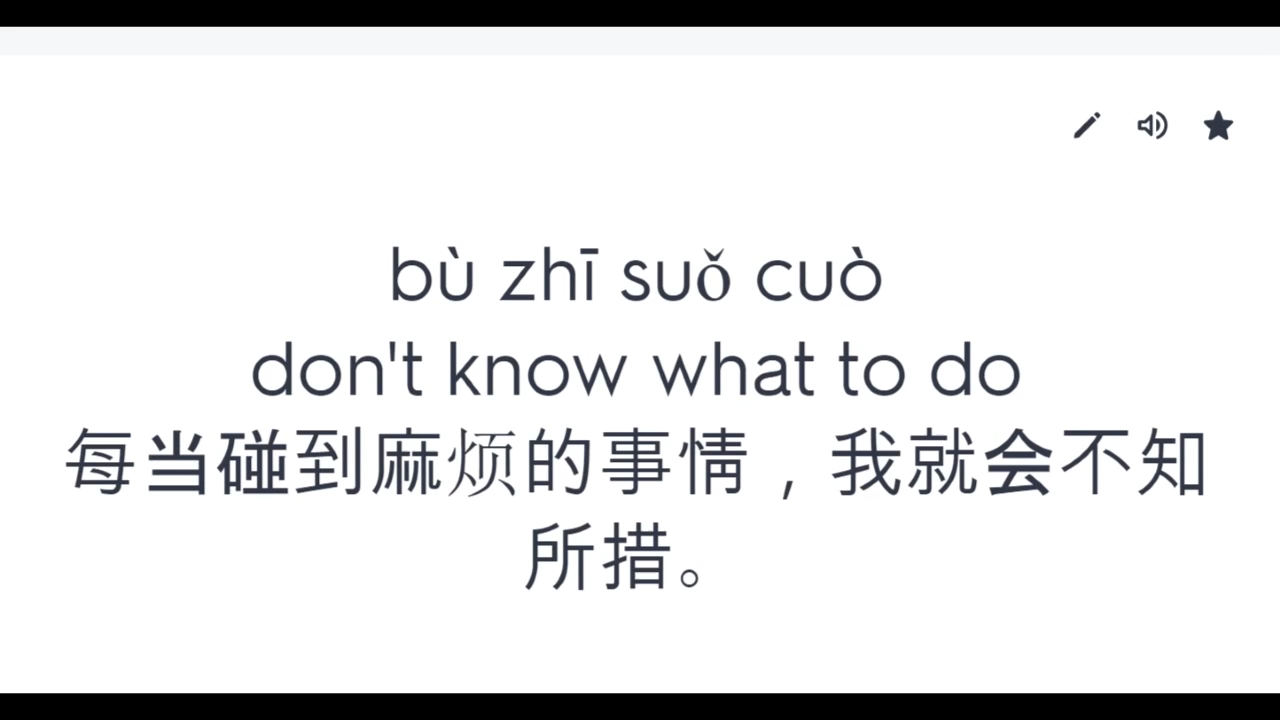 bù zhī suǒ cuò
don't know what to do
每当碰到麻烦的事情，我就会不知
所措。